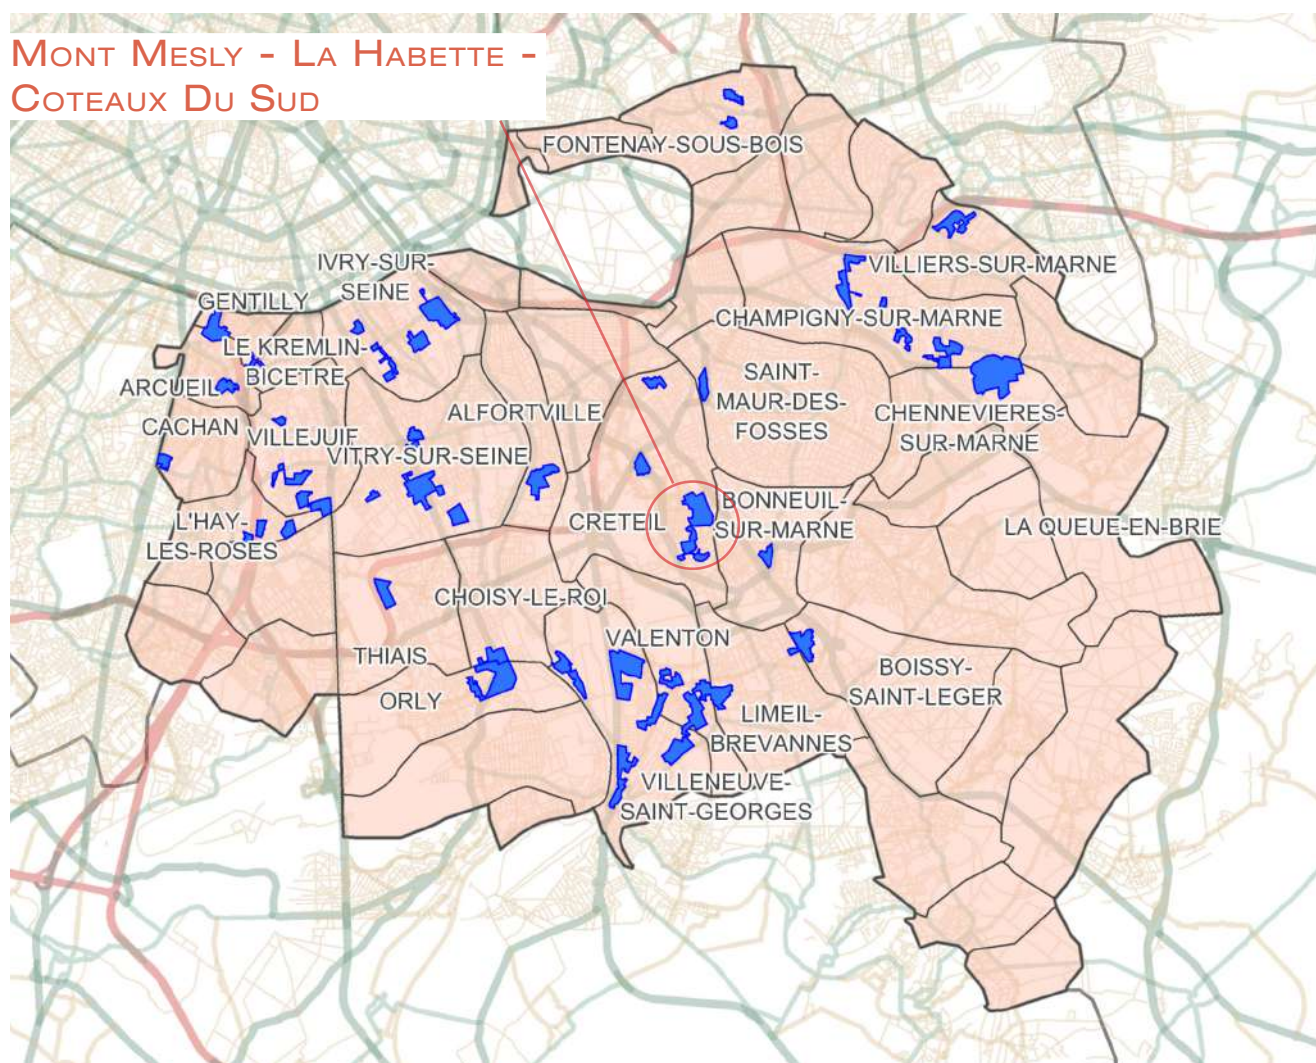 MONT MESLY - LA HABETTE -
COTEAUX DU SUD
FONTENAY-SOUS-BOIS
IVRY-SUR-
SEINE
GENTILLY
VILLIERS-SUR-MARNE
CHAMPIGNY-SUR-MARNE
LE KREMLIN-
BICETRE
ARCUEIL
SAINT-
MAUR-DES-
FOSSES
CACHAN
VILLEJUIF
ALFORTVILLE
CHENNEVIERES-
SUR-MARNE
VITRY-SUR-SEINE
L'HAY-
LES-ROSES
CRETEIL
BONNEUIL-
SUR-MARNE
LA QUEUE-EN-BRIE
CHOISY-LE-ROI
THIAIS
VALENTON
ORLY
BOISSY-
SAINT-LEGER
LIMEIL-
BREVANNES
VILLENEUVE-
SAINT-GEORGES